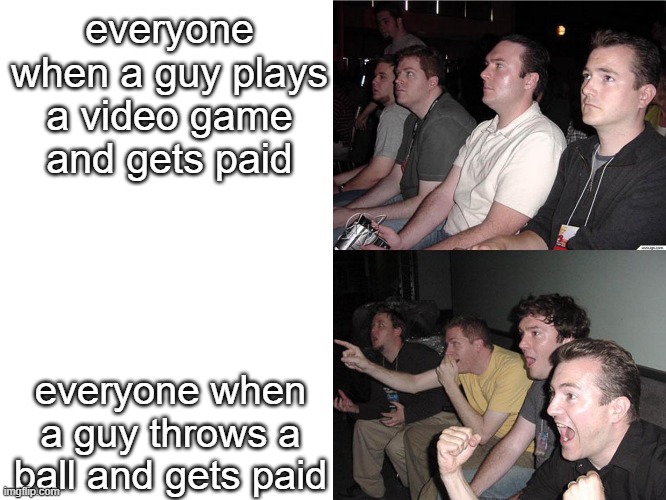 everyone
when a guy plays
a video game
and gets paid
everyone when
a guy throws a
ball and gets paid
imgflip.com